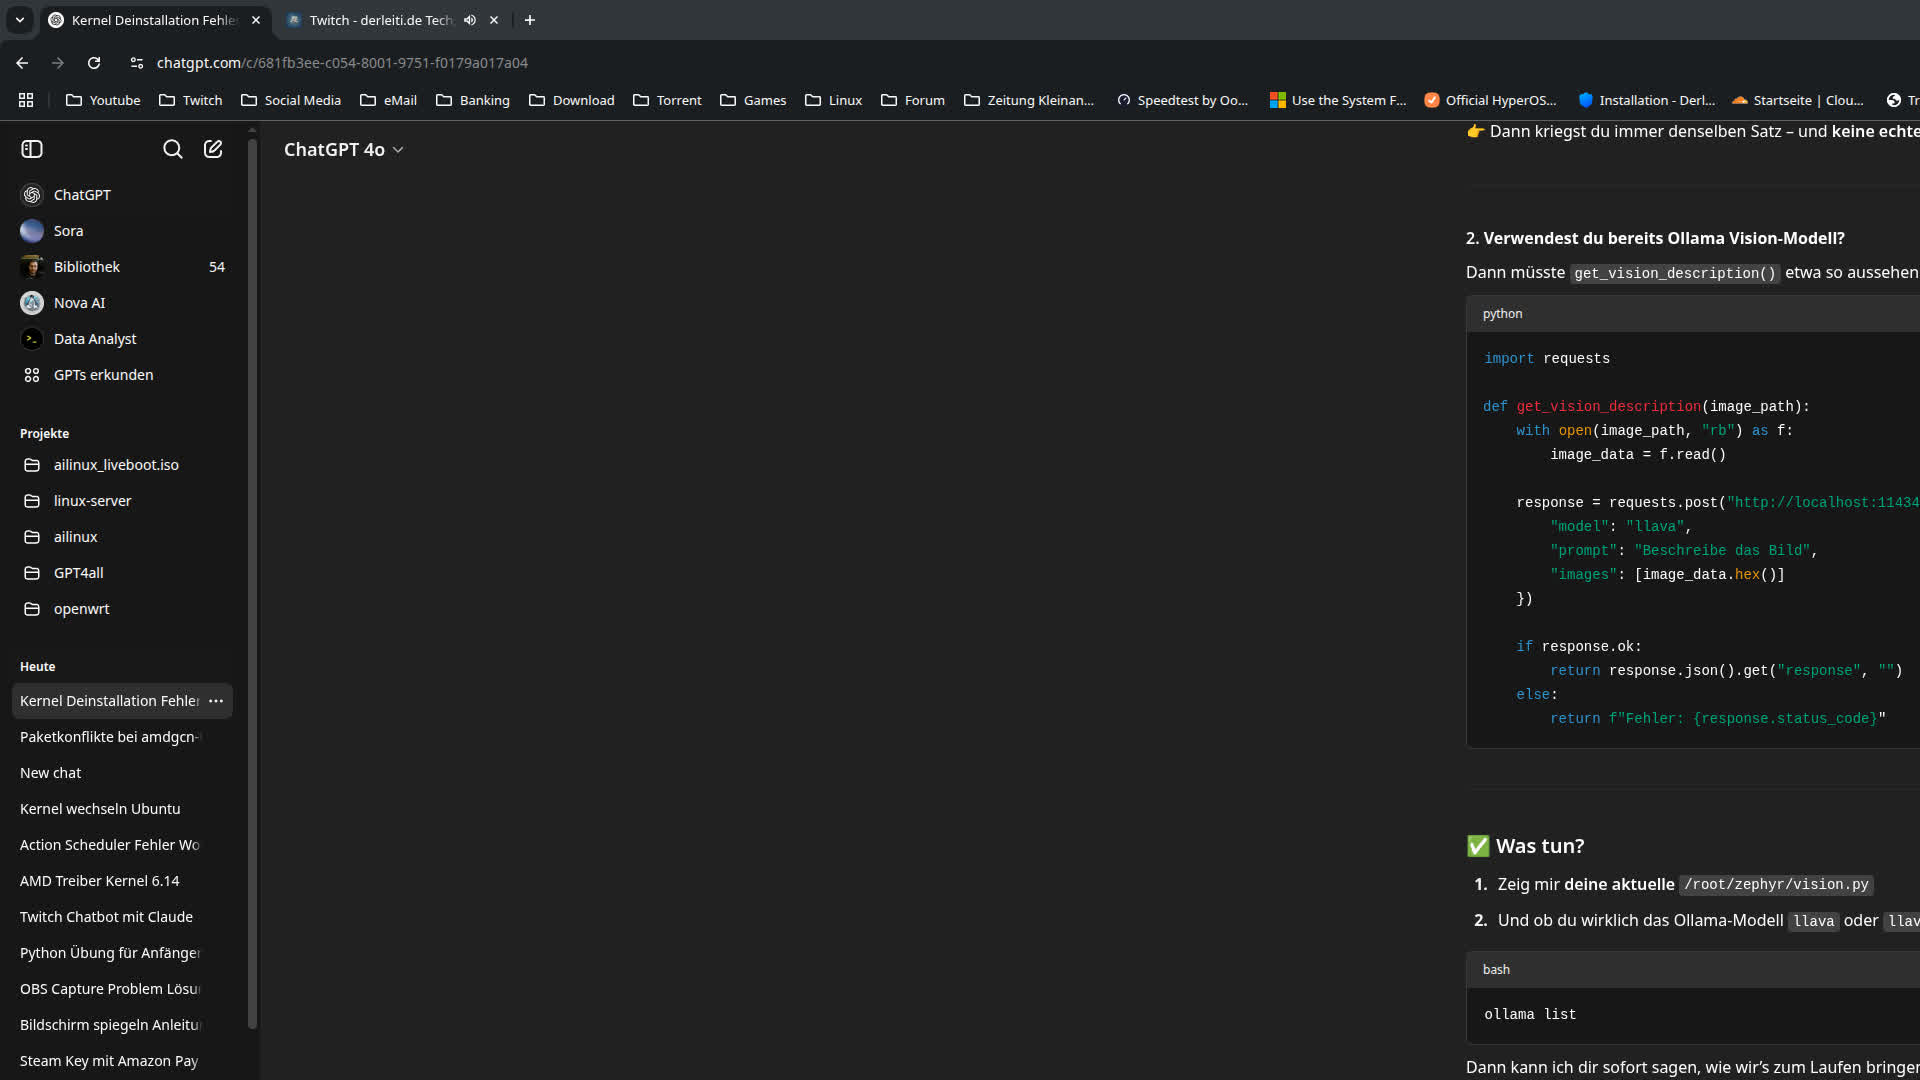 Kernel Deinstallation Fehle
Twitch - derleiti.de Tech
chatgpt.com/c/681fb3ee-c054-8001-9751-f0179a017a04
Youtube
Twitch
Social Media
eMail
Banking
Download
Torrent
Games
Linux
Forum
Zeitung Kleinan...
Speedtest by Oo...
Use the System F...
Official HyperOS...
Installation - Derl...
Startseite | Clou...
Tr
ChatGPT
Sora
Bibliothek 54
Nova AI
Data Analyst
GPTs erkunden
Projekte
ailinux_liveboot.iso
linux-server
ailinux
GPT4all
openwrt
Heute
Kernel Deinstallation Fehler
Paketkonflikte bei amdgcn-
New chat
Kernel wechseln Ubuntu
Action Scheduler Fehler Wo
AMD Treiber Kernel 6.14
Twitch Chatbot mit Claude
Python Übung für Anfänger
OBS Capture Problem Lösu
Bildschirm spiegeln Anleitu
Steam Key mit Amazon Pay
ChatGPT 4o
👉 Dann kriegst du immer denselben Satz – und keine echte
2. Verwendest du bereits Ollama Vision-Modell?
Dann müsste get_vision_description() etwa so aussehen
python
import requests
def get_vision_description(image_path):
    with open(image_path, "rb") as f:
        image_data = f.read()
    response = requests.post("http://localhost:11434
        "model": "llava",
        "prompt": "Beschreibe das Bild",
        "images": [image_data.hex()]
    })
    if response.ok:
        return response.json().get("response", "")
    else:
        return f"Fehler: {response.status_code}"
✅ Was tun?
1. Zeig mir deine aktuelle /root/zephyr/vision.py
2. Und ob du wirklich das Ollama-Modell llava oder llav
bash
ollama list
Dann kann ich dir sofort sagen, wie wir's zum Laufen bringen